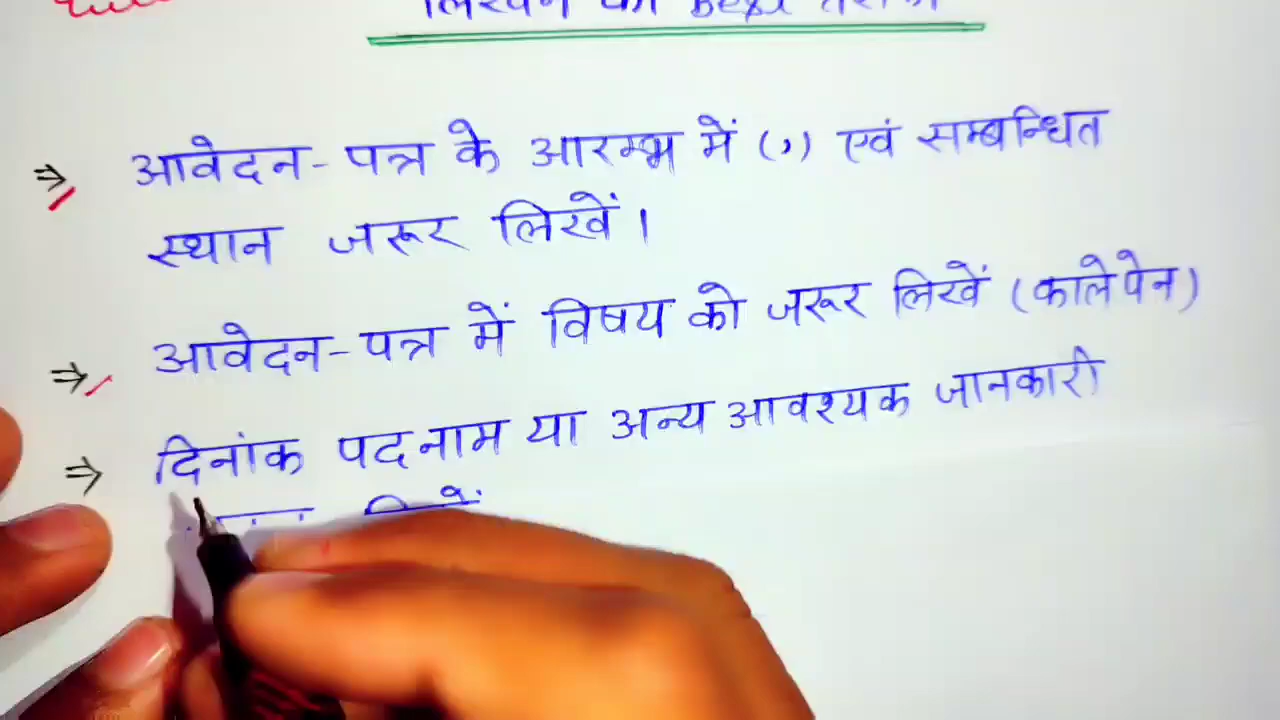 आवेदन-पत्र के आरम्भ में (,) एवं सम्बन्धित
स्थान जरूर लिखें।
आवेदन-पत्र में विषय को जरूर लिखें (काले पेन)
दिनांक पदनाम या अन्य आवश्यक जानकारी